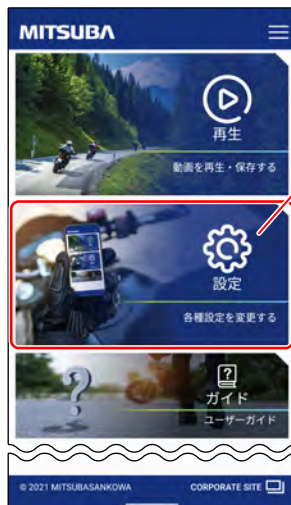 MITSUBA
再生
動画を再生・保存する
設定
各種設定を変更する
ガイド
ユーザーガイド
© 2021 MITSUBASANKOWA
CORPORATE SITE